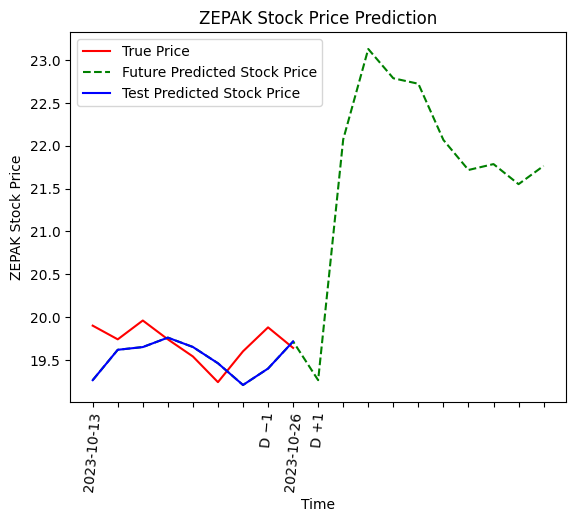 ZEPAK Stock Price Prediction
True Price
Future Predicted Stock Price
Test Predicted Stock Price
ZEPAK Stock Price
23.0
22.5
22.0
21.5
21.0
20.5
20.0
19.5
2023-10-13
D −1
2023-10-26
D +1
Time